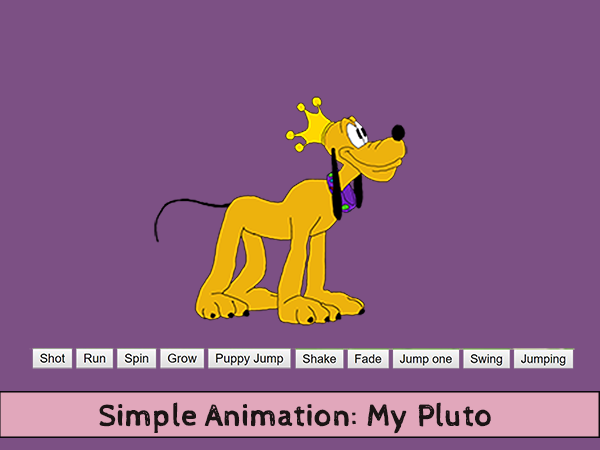 Shot Run Spin Grow Puppy Jump Shake Fade Jump one Swing Jumping
Simple Animation: My Pluto